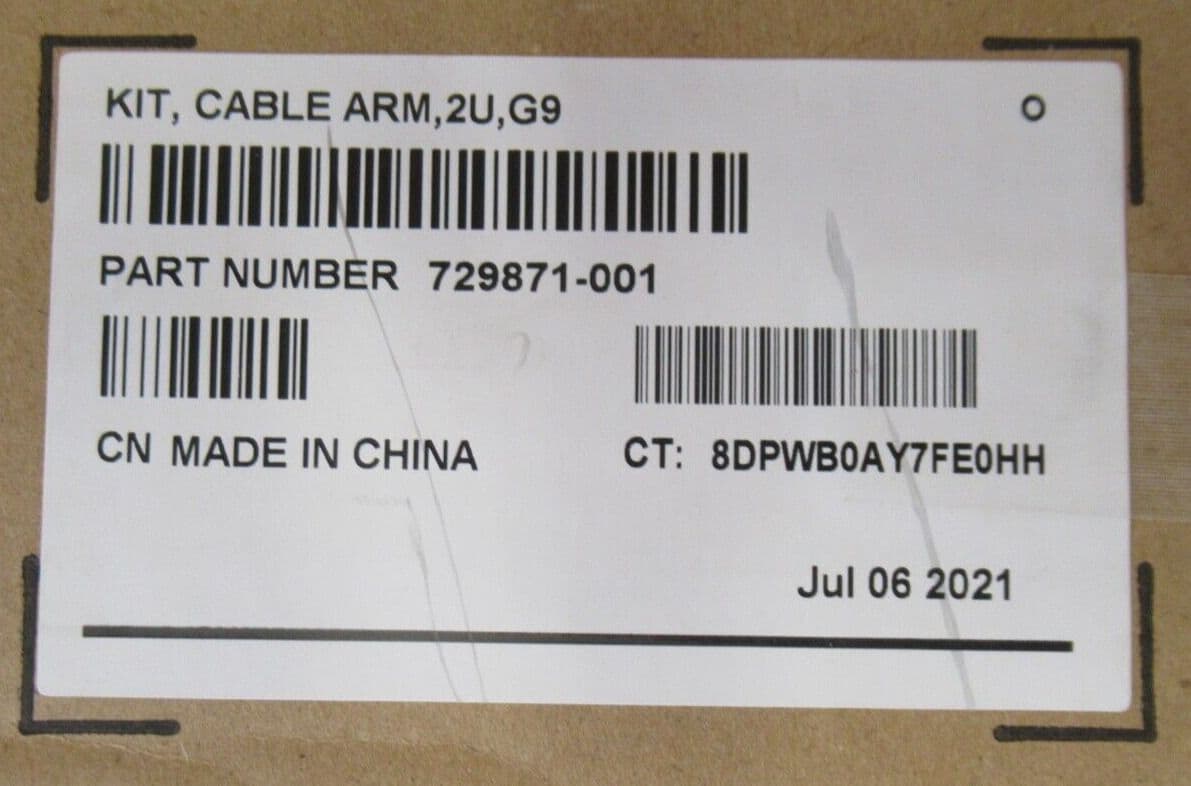 KIT, CABLE ARM,2U,G9 O
PART NUMBER 729871-001
CN MADE IN CHINA
CT: 8DPWB0AY7FE0HH
Jul 06 2021